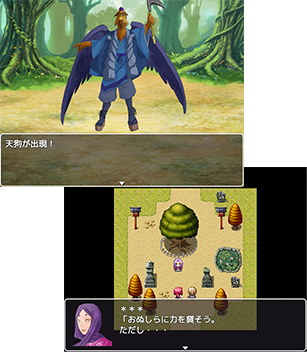 天狗が出現！
＊＊＊
「おぬしらに力を貸そう。
ただし・・・